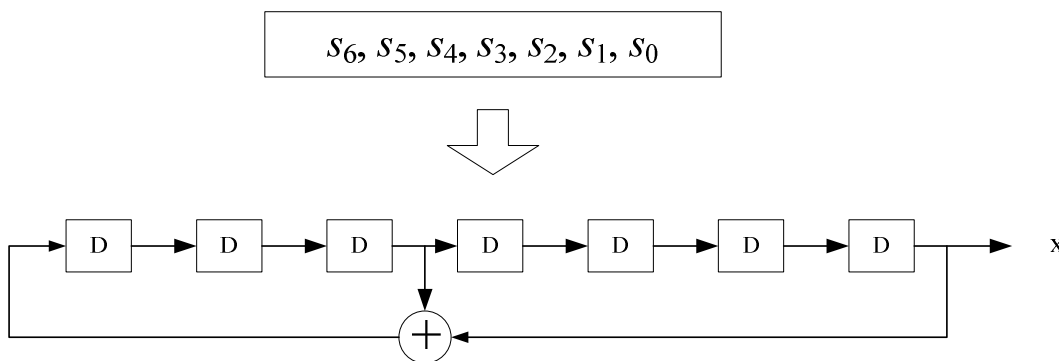 s₆, s₅, s₄, s₃, s₂, s₁, s₀
D D D D D D D x
+